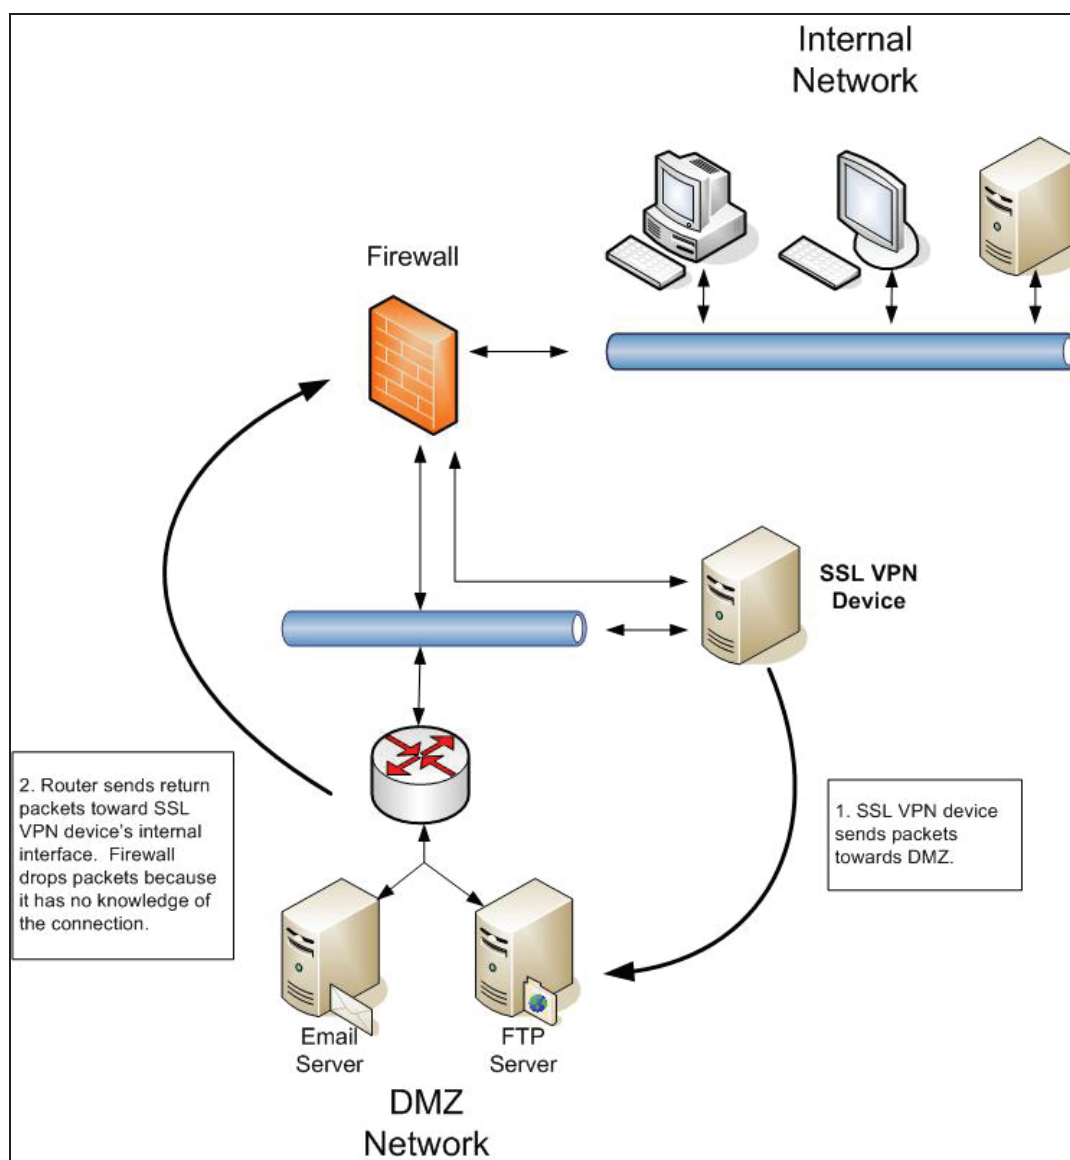 Internal
Network
Firewall
SSL VPN
Device
2. Router sends return
packets toward SSL
VPN device's internal
interface.  Firewall
drops packets because
it has no knowledge of
the connection.
1. SSL VPN device
sends packets
towards DMZ.
Email
Server
FTP
Server
DMZ
Network